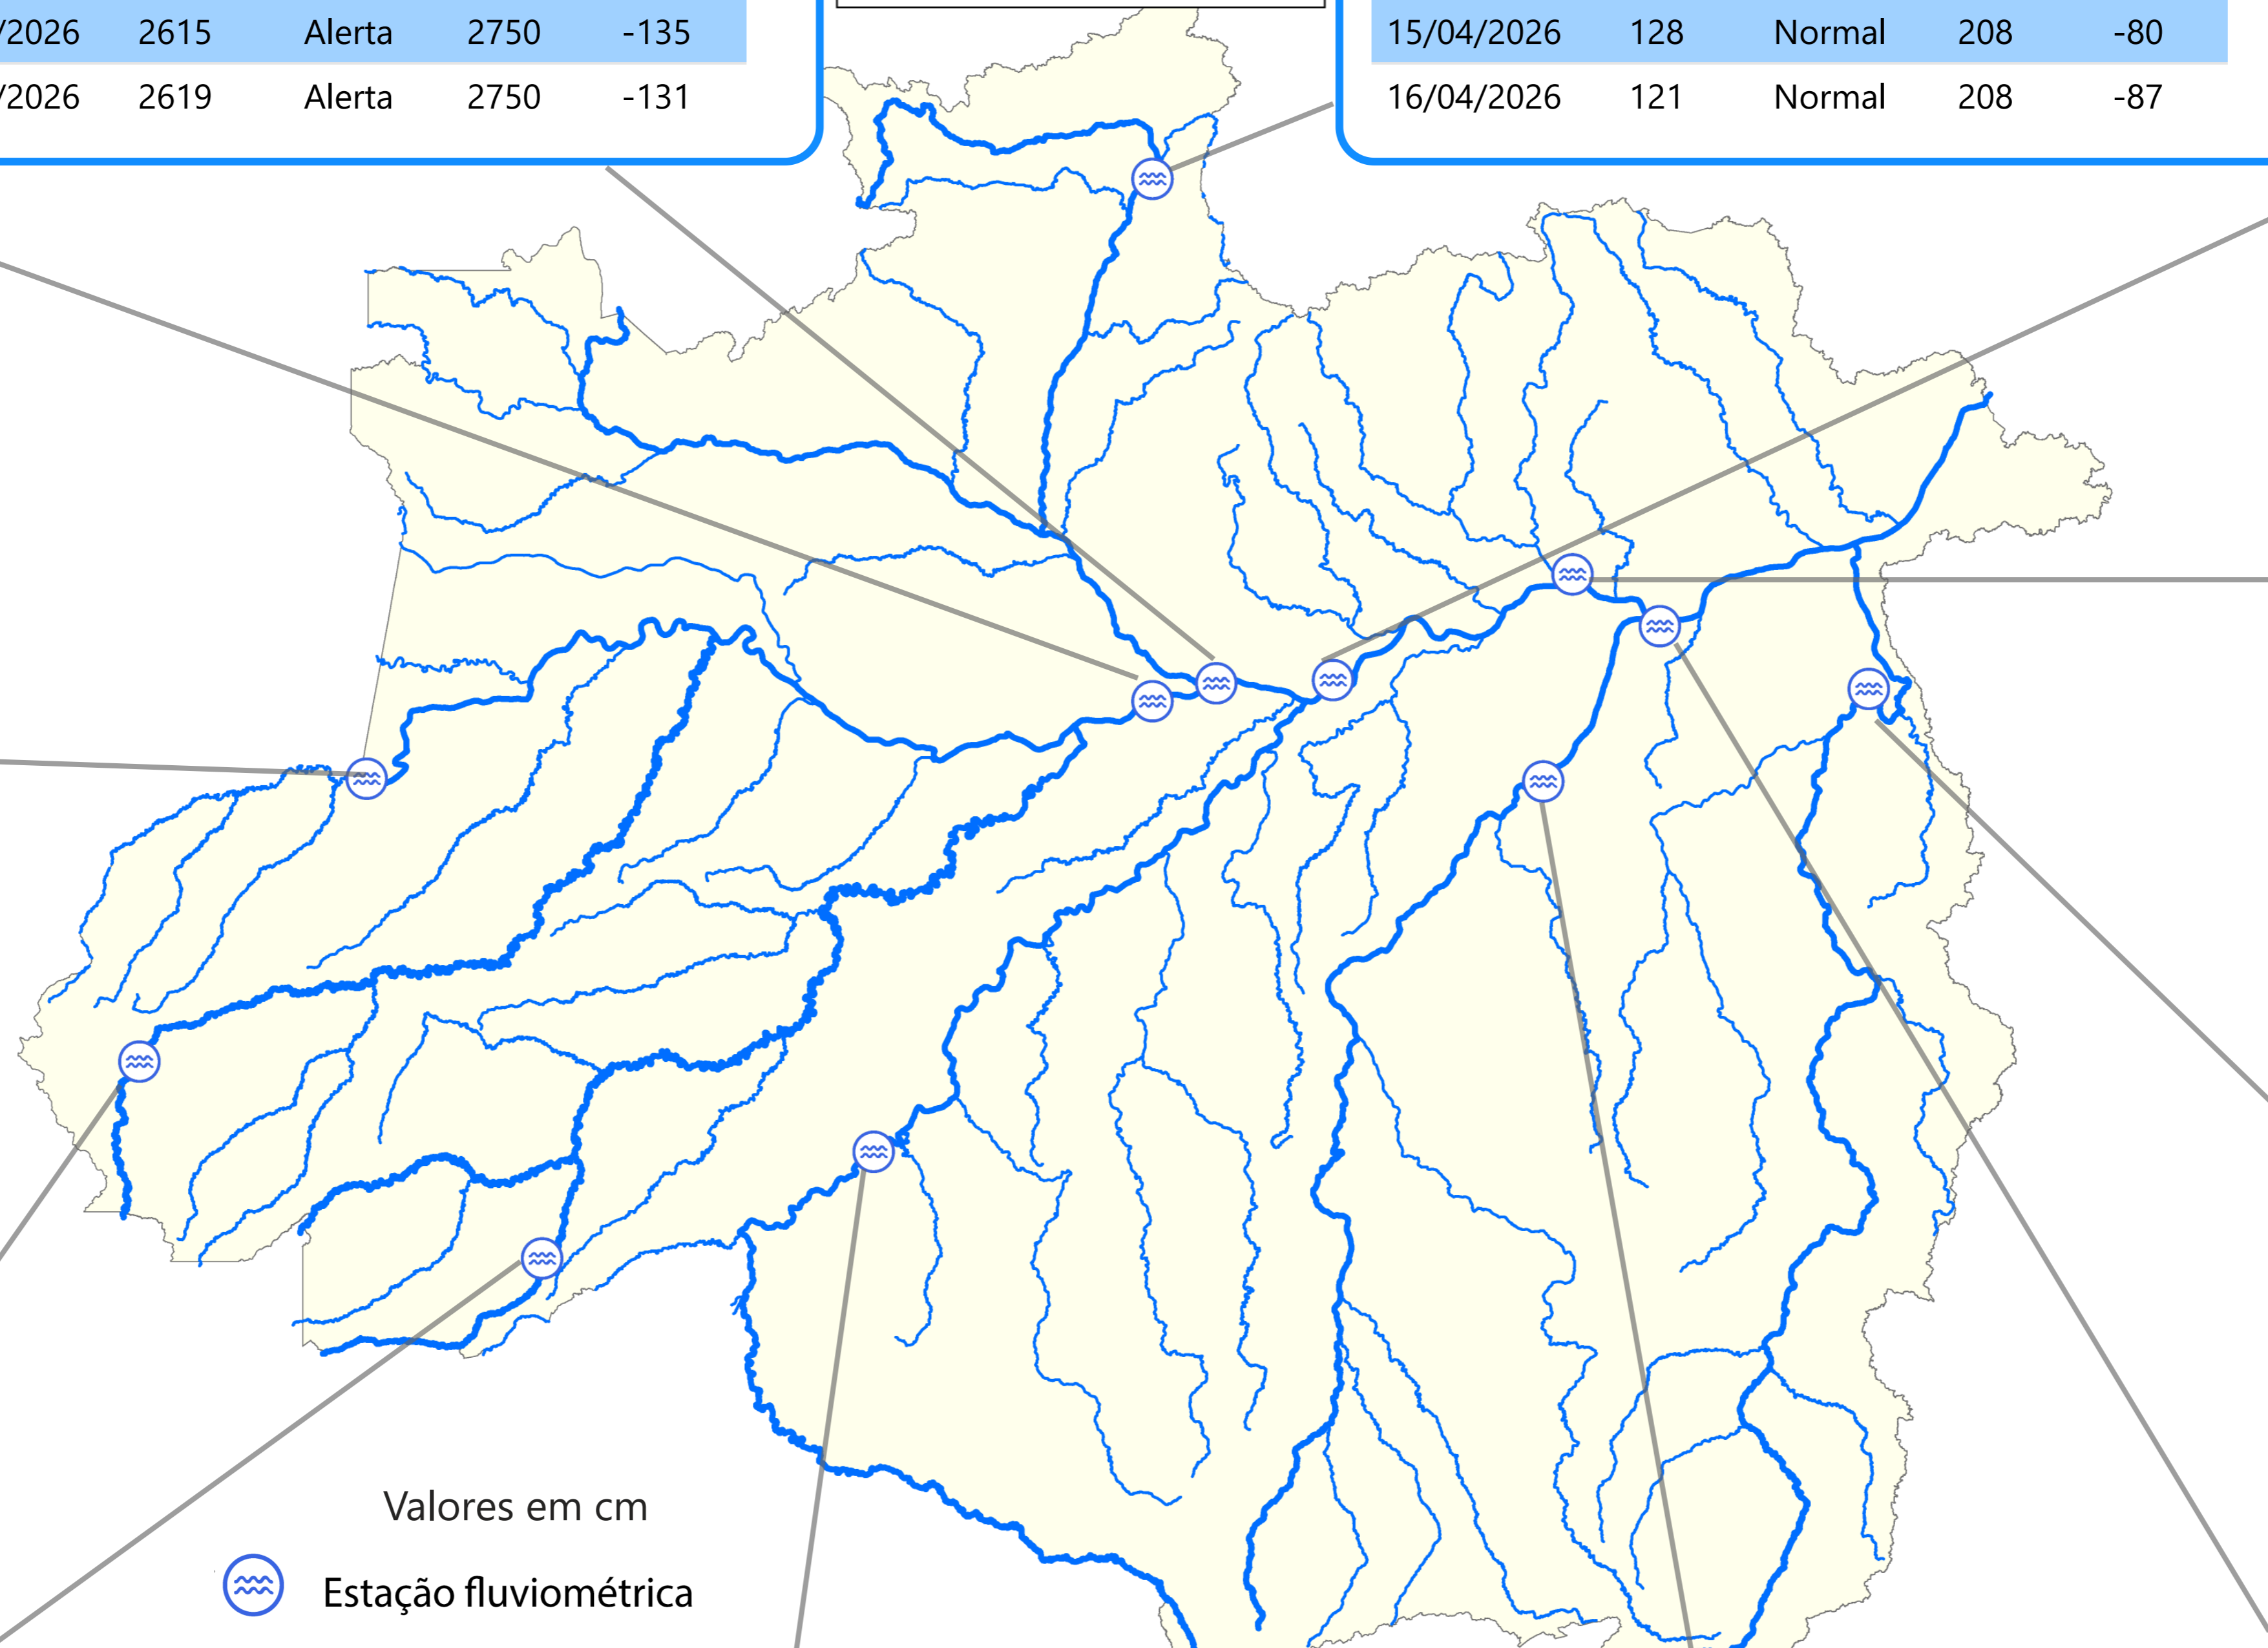 /2026 2615 Alerta 2750 -135
/2026 2619 Alerta 2750 -131
15/04/2026 128 Normal 208 -80
16/04/2026 121 Normal 208 -87
Valores em cm
Estação fluviométrica